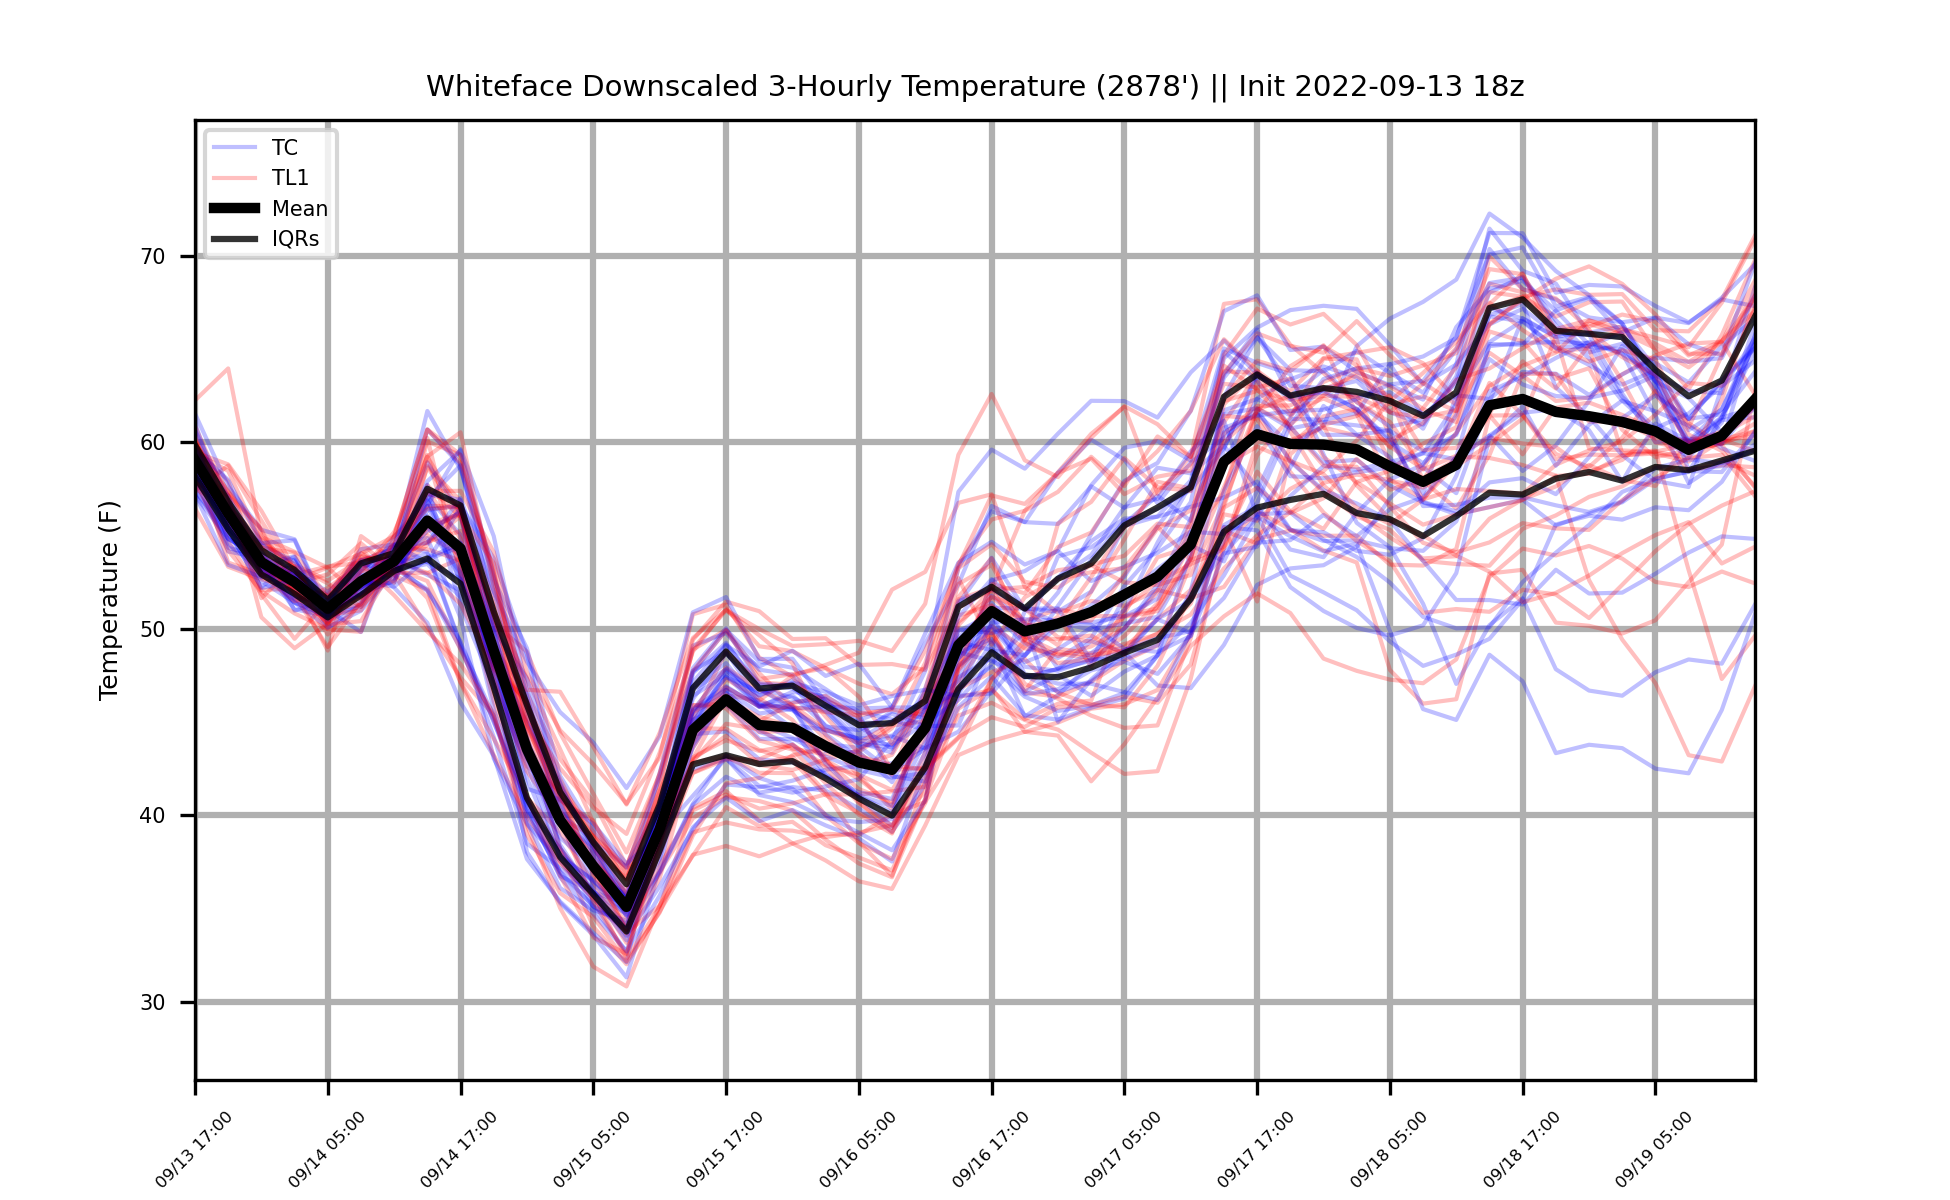 Whiteface Downscaled 3-Hourly Temperature (2878') || Init 2022-09-13 18z
TC
TL1
Mean
IQRs
Temperature (F)
70
60
50
40
30
09/13 17:00
09/14 05:00
09/14 17:00
09/15 05:00
09/15 17:00
09/16 05:00
09/16 17:00
09/17 05:00
09/17 17:00
09/18 05:00
09/18 17:00
09/19 05:00